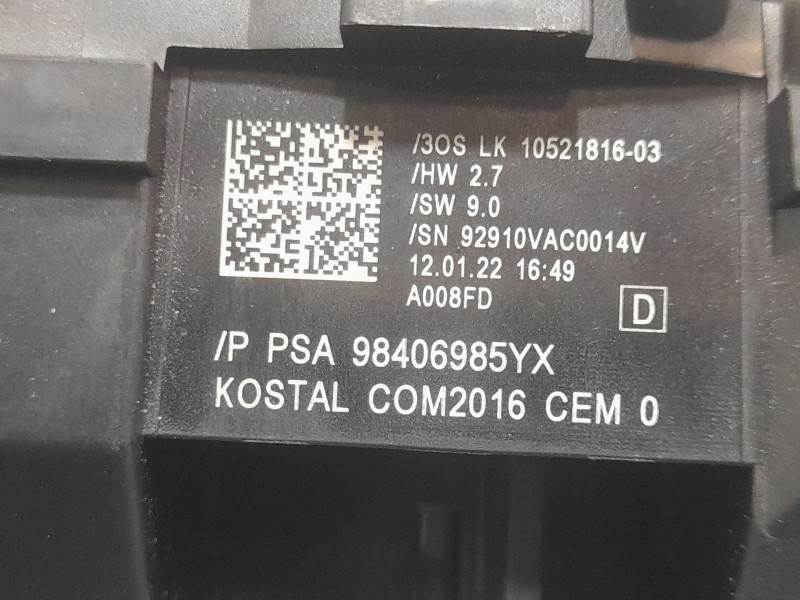 /3OS LK 10521816-03
/HW 2.7
/SW 9.0
/SN 92910VAC0014V
12.01.22 16:49
A008FD
D
/P PSA 98406985YX
KOSTAL COM2016 CEM 0